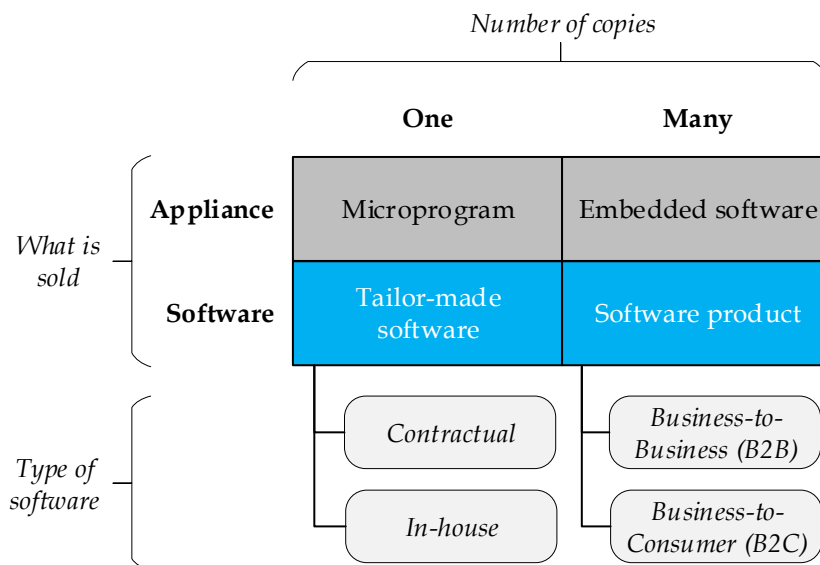 Number of copies
One Many
Appliance Microprogram Embedded software
What is
sold
Software Tailor-made
software Software product
Contractual Business-to-
Business (B2B)
Type of
software
In-house Business-to-
Consumer (B2C)